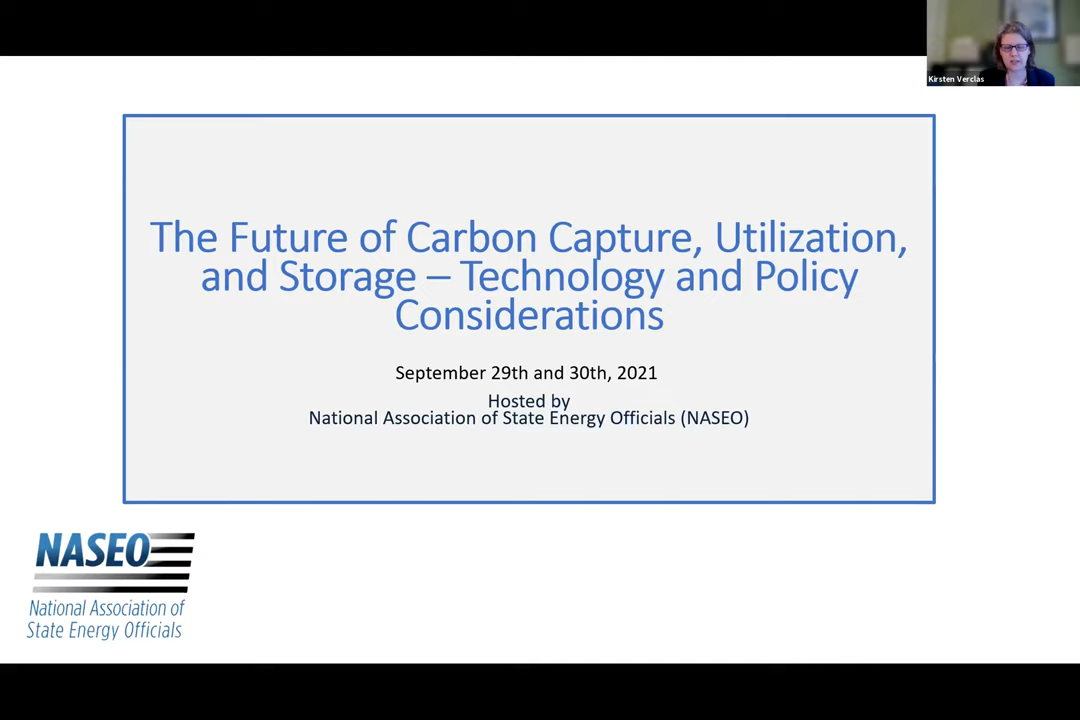 Kirsten Verclas
The Future of Carbon Capture, Utilization,
and Storage – Technology and Policy
Considerations
September 29th and 30th, 2021
Hosted by
National Association of State Energy Officials (NASEO)
NASEO
National Association of
State Energy Officials